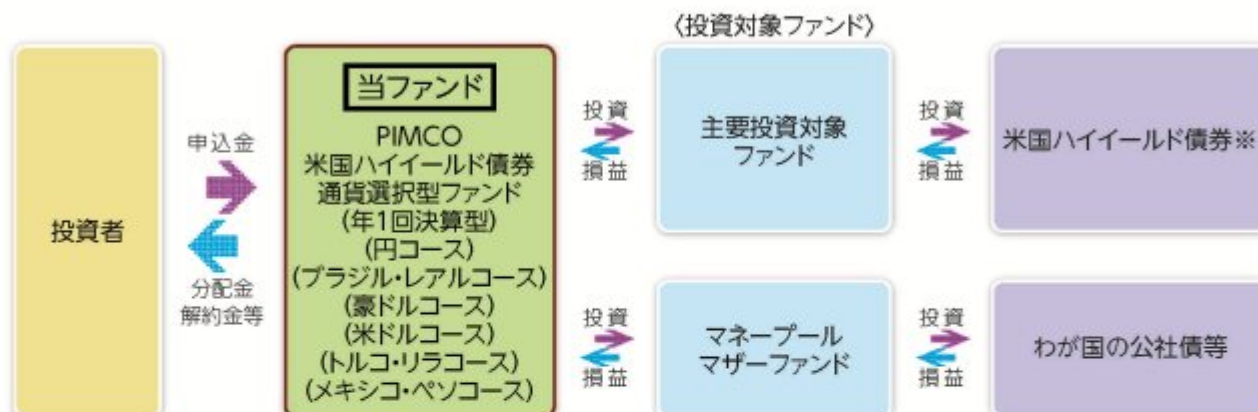 〈投資対象ファンド〉
投資者
申込金
分配金
解約金等
当ファンド
PIMCO
米国ハイイールド債券
通貨選択型ファンド
(年1回決算型)
(円コース)
(ブラジル・レアルコース)
(豪ドルコース)
(米ドルコース)
(トルコ・リラコース)
(メキシコ・ペソコース)
投資
損益
主要投資対象
ファンド
投資
損益
米国ハイイールド債券※
投資
損益
マネープール
マザーファンド
投資
損益
わが国の公社債等